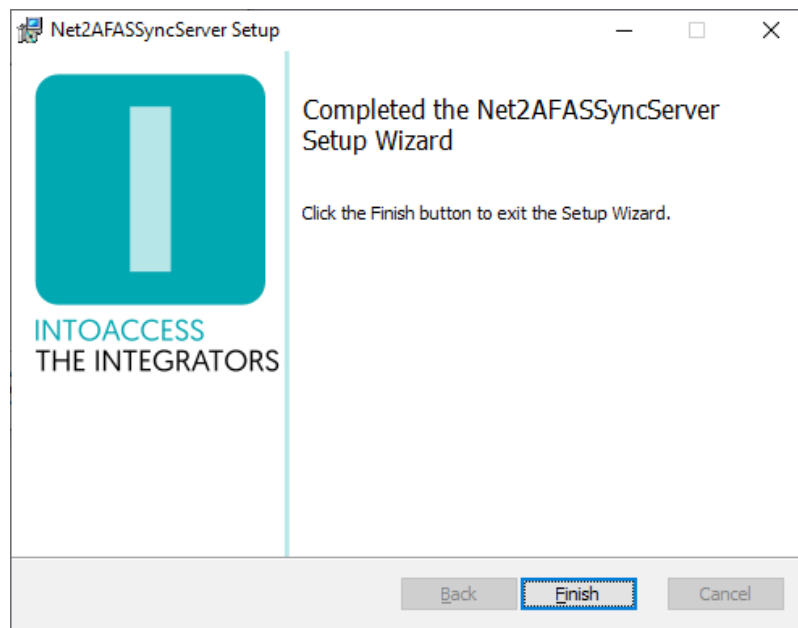 Net2AFASSyncServer Setup
Completed the Net2AFASSyncServer
Setup Wizard
Click the Finish button to exit the Setup Wizard.
INTOACCESS
THE INTEGRATORS
Back
Finish
Cancel